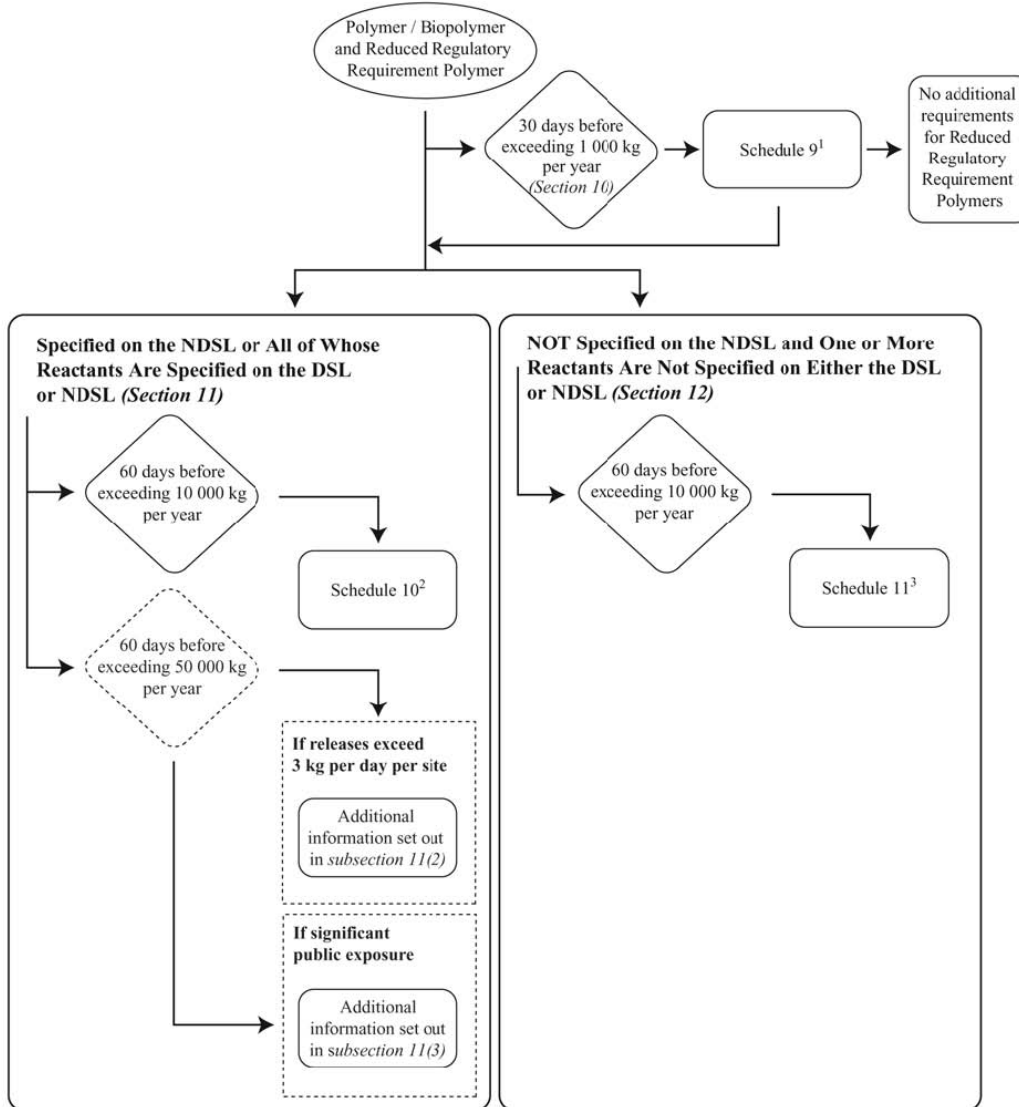 Polymer / Biopolymer
and Reduced Regulatory
Requirement Polymer
30 days before
exceeding 1 000 kg
per year
(Section 10)
Schedule 9¹
No additional
requirements
for Reduced
Regulatory
Requirement
Polymers
Specified on the NDSL or All of Whose
Reactants Are Specified on the DSL
or NDSL (Section 11)
60 days before
exceeding 10 000 kg
per year
Schedule 10²
60 days before
exceeding 50 000 kg
per year
If releases exceed
3 kg per day per site
Additional
information set out
in subsection 11(2)
If significant
public exposure
Additional
information set out
in subsection 11(3)
NOT Specified on the NDSL and One or More
Reactants Are Not Specified on Either the DSL
or NDSL (Section 12)
60 days before
exceeding 10 000 kg
per year
Schedule 11³